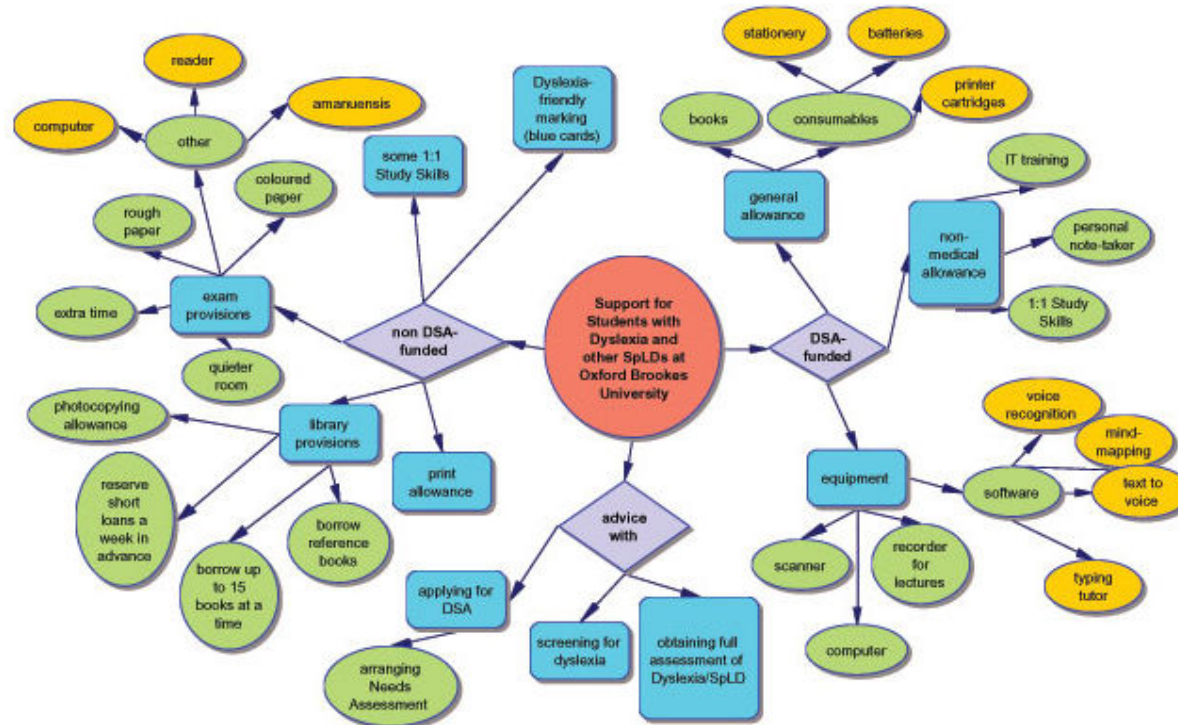 stationery
batteries
reader
Dyslexia-
friendly
marking
(blue cards)
printer
cartridges
computer
amanuensis
books
consumables
other
some 1:1
Study Skills
IT training
coloured
paper
general
allowance
rough
paper
non-
medical
allowance
personal
note-taker
exam
provisions
extra time
1:1 Study
Skills
Support for
Students with
Dyslexia and
other SpLDs at
Oxford Brookes
University
non DSA-
funded
DSA-
funded
quieter
room
photocopying
allowance
library
provisions
voice
recognition
mind-
mapping
print
allowance
equipment
software
text to
voice
reserve
short
loans a
week in
advance
borrow
reference
books
advice
with
scanner
recorder
for
lectures
borrow up
to 15
books at a
time
applying for
DSA
typing
tutor
screening for
dyslexia
obtaining full
assessment of
Dyslexia/SpLD
computer
arranging
Needs
Assessment